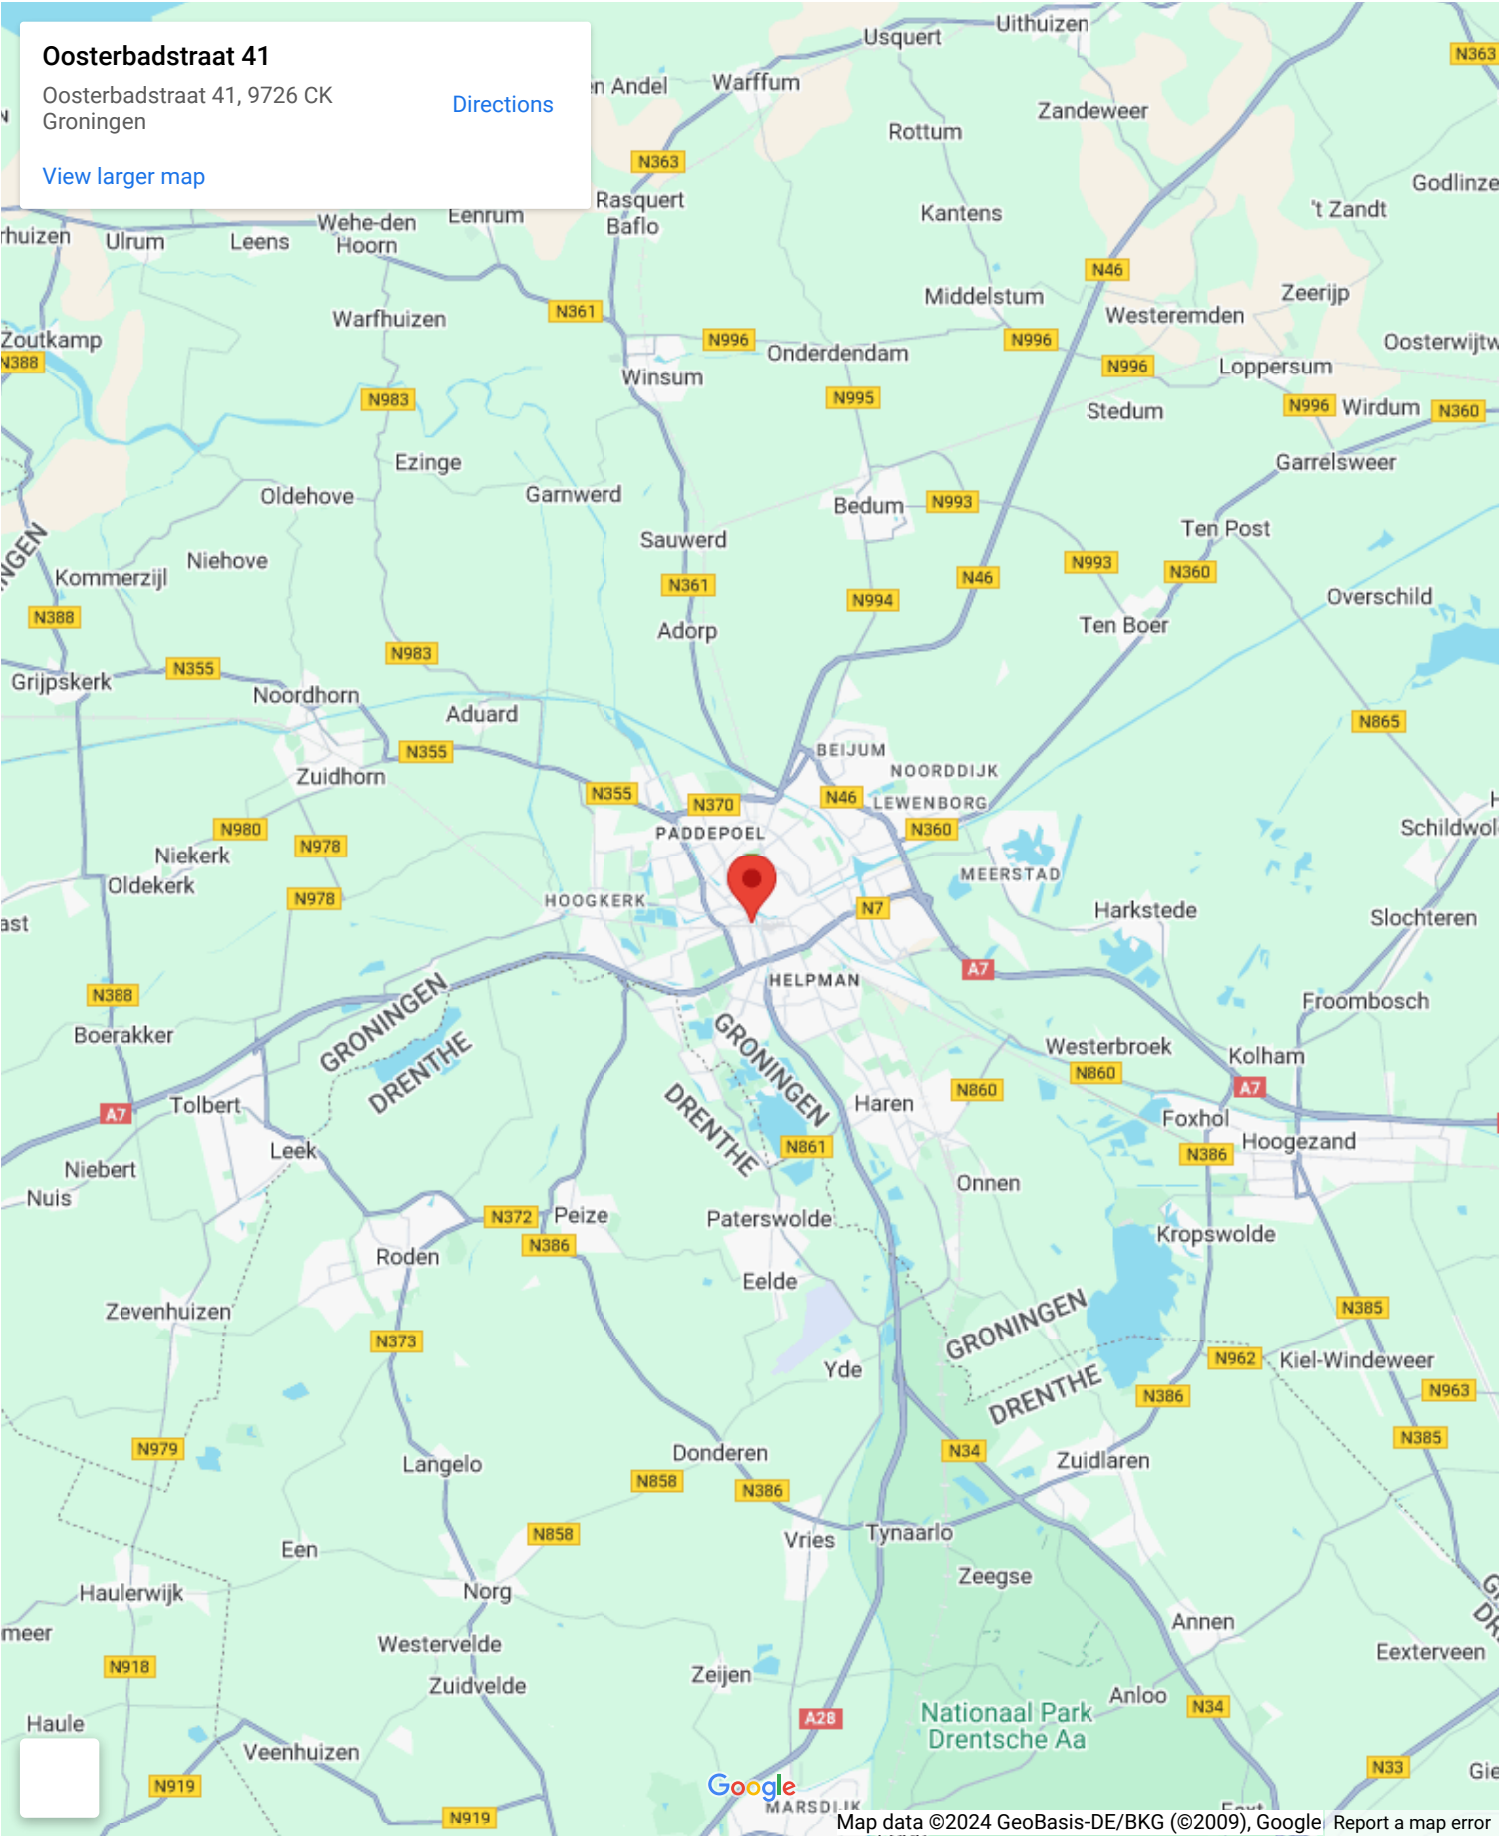 Oosterbadstraat 41
Oosterbadstraat 41, 9726 CK
Groningen
Directions
View larger map
Usquert
Uithuizen
N363
Warffum
Zandeweer
Rottum
N363
Godlinze
Rasquert
't Zandt
Kantens
Eenrum
Wehe-den
Hoorn
Baflo
Ulrum
Leens
N46
Middelstum
Zeerijp
N361
Westeremden
Warfhuizen
Zoutkamp
N996
N996
Onderdendam
N388
N996
Loppersum
Winsum
N983
N995
N996
Wirdum
N360
Stedum
Ezinge
Garrelsweer
Oldehove
Garnwerd
Bedum
N993
Ten Post
Sauwerd
Niehove
N993
N360
Kommerzijl
N361
N46
N994
Overschild
N388
Adorp
Ten Boer
N983
N355
Grijpskerk
Noordhorn
Aduard
N865
N355
BEIJUM
Zuidhorn
NOORDDIJK
N355
N370
N46
LEWENBORG
N980
PADDEPOEL
N360
N978
Niekerk
Oldekerk
MEERSTAD
N978
HOOGKERK
N7
Harkstede
Slochteren
A7
HELPMAN
N388
GRONINGEN
Froombosch
Boerakker
DRENTHE
GRONINGEN
Westerbroek
Kolham
N860
A7
N860
Tolbert
A7
Haren
DRENTHE
Foxhol
Leek
N861
N386
Hoogezand
Niebert
Nuis
Onnen
N372
Peize
Paterswolde
N386
Kropswolde
Roden
Eelde
Zevenhuizen
GRONINGEN
N385
N373
N962
Kiel-Windeweer
Yde
DRENTHE
N386
N963
N979
N385
Donderen
N34
Langelo
Zuidlaren
N858
N386
N858
Tynaarlo
Vries
Een
Zeegse
Haulerwijk
Norg
Annen
Westervelde
Eexterveen
N918
Zeijen
Zuidvelde
Anloo
N34
Nationaal Park
Drentsche Aa
A28
Haule
Veenhuizen
N33
N919
Google
N919
MARSDIJK
Map data ©2024 GeoBasis-DE/BKG (©2009), Google
Report a map error